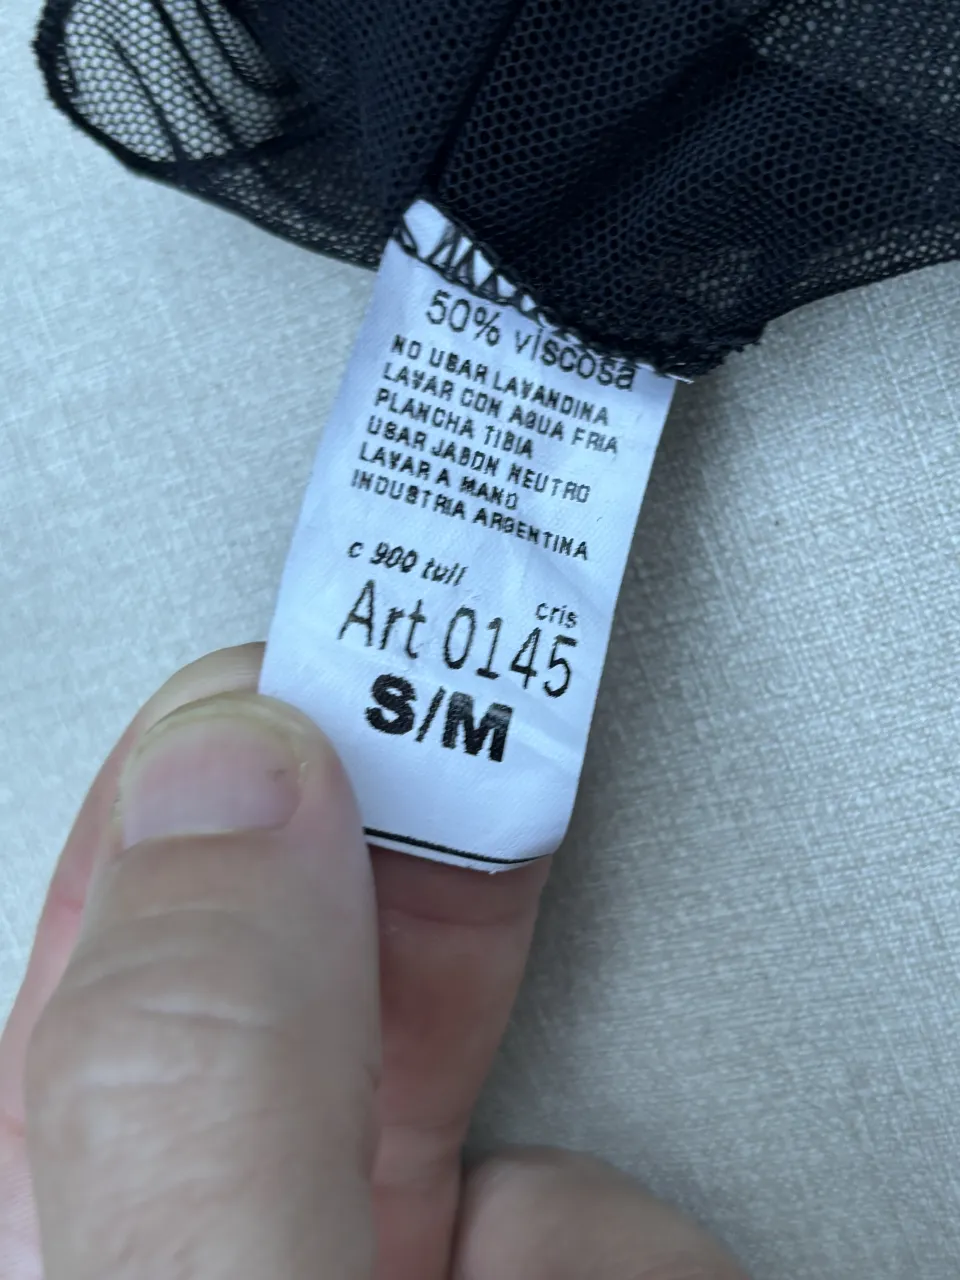 50% viscosa
NO USAR LAVANDINA
LAVAR CON AGUA FRIA
PLANCHA TIBIA
USAR JABON NEUTRO
LAVAR A MANO
INDUSTRIA ARGENTINA
c 900 tull
cris
Art 0145
S/M